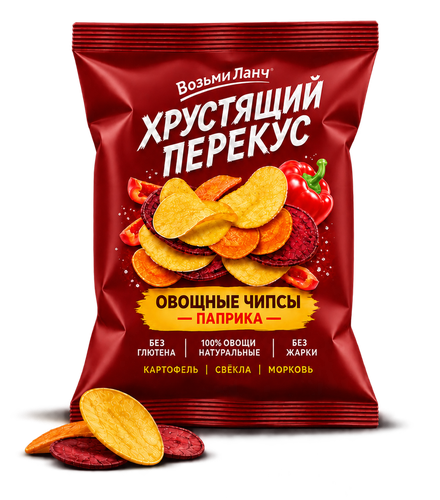 Возьми Ланч®
ХРУСТЯЩИЙ
ПЕРЕКУС
ОВОЩНЫЕ ЧИПСЫ
— ПАПРИКА —
БЕЗ ГЛЮТЕНА | 100% ОВОЩИ НАТУРАЛЬНЫЕ | БЕЗ ЖАРКИ
КАРТОФЕЛЬ | СВЁКЛА | МОРКОВЬ